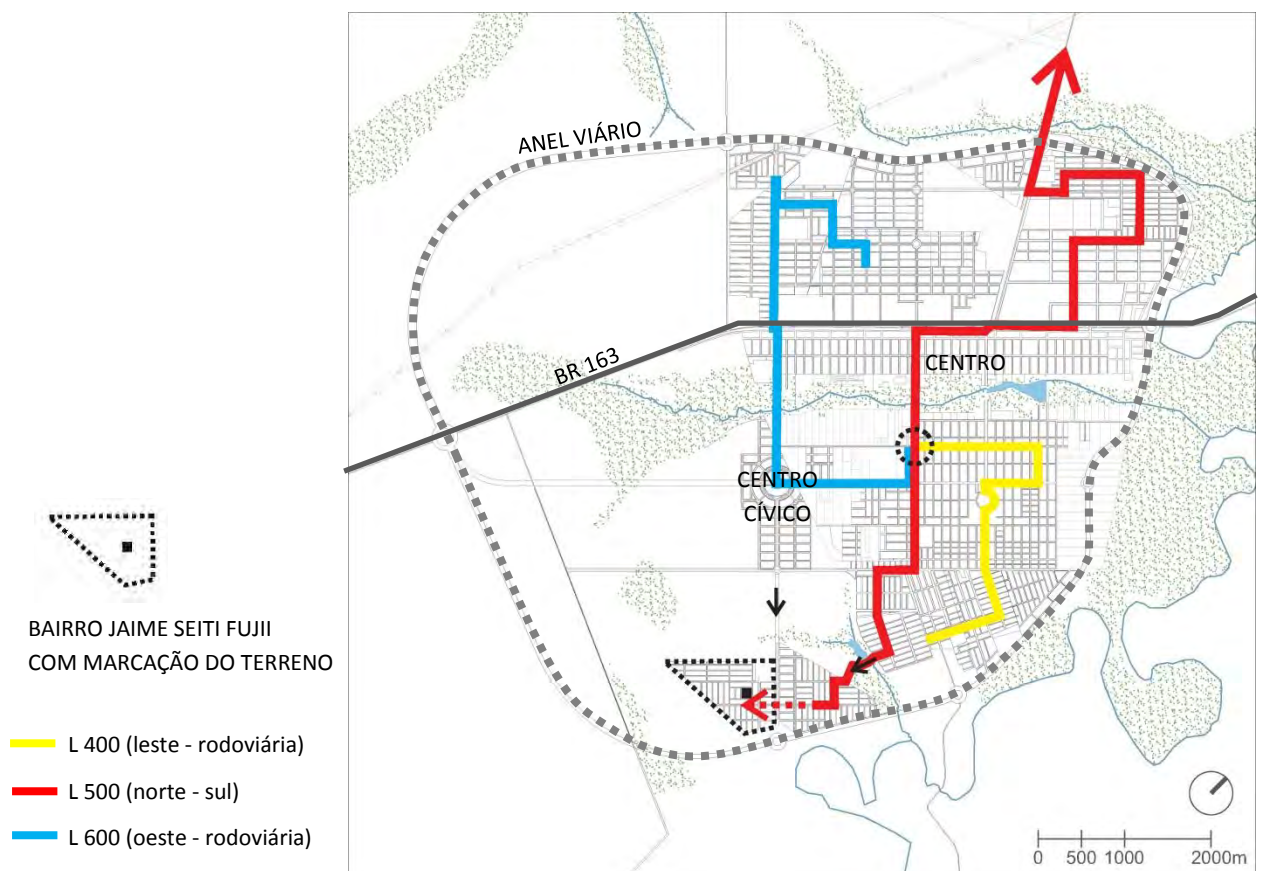 ANEL VIÁRIO
BR 163
CENTRO
CENTRO
CÍVICO
BAIRRO JAIME SEITI FUJII
COM MARCAÇÃO DO TERRENO
L 400 (leste - rodoviária)
L 500 (norte - sul)
L 600 (oeste - rodoviária)
0 500 1000 2000m